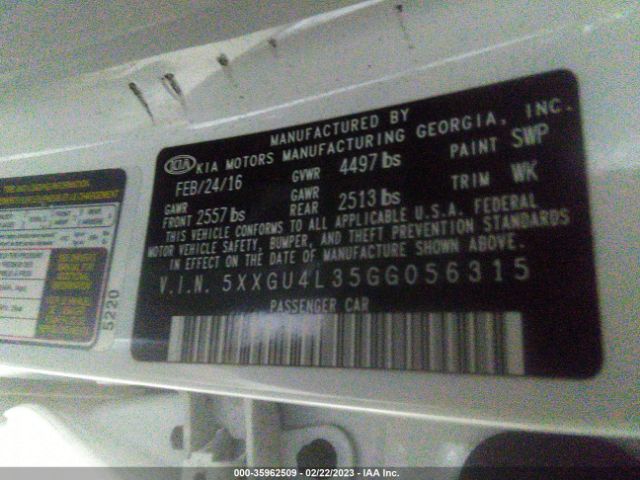 MANUFACTURED BY
KIA KIA MOTORS MANUFACTURING GEORGIA, INC.
FEB/24/16 GVWR 4497 lbs PAINT SWP
GAWR FRONT 2557 lbs GAWR REAR 2513 lbs TRIM WK
THIS VEHICLE CONFORMS TO ALL APPLICABLE U.S.A. FEDERAL
MOTOR VEHICLE SAFETY, BUMPER, AND THEFT PREVENTION STANDARDS
IN EFFECT ON THE DATE OF MANUFACTURE SHOWN ABOVE.
V.I.N. 5XXGU4L35GG056315
PASSENGER CAR
5220
000-35962509 - 02/22/2023 - IAA Inc.